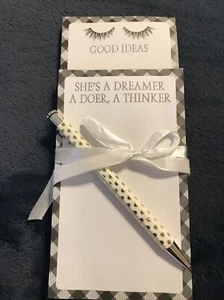 GOOD IDEAS
SHE'S A DREAMER
A DOER, A THINKER